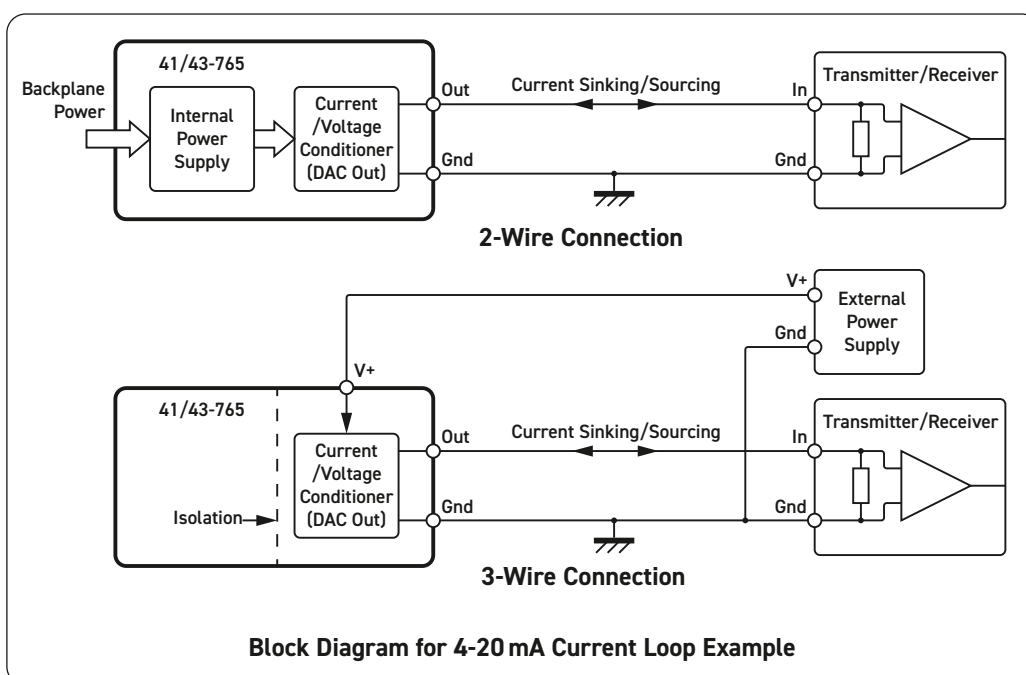 41/43-765
Backplane
Power
Internal
Power
Supply
Current
/Voltage
Conditioner
(DAC Out)
Out
Gnd
Current Sinking/Sourcing
In
Gnd
Transmitter/Receiver
2-Wire Connection
V+
Gnd
External
Power
Supply
V+
41/43-765
Isolation
Current
/Voltage
Conditioner
(DAC Out)
Out
Gnd
Current Sinking/Sourcing
In
Gnd
Transmitter/Receiver
3-Wire Connection
Block Diagram for 4-20 mA Current Loop Example